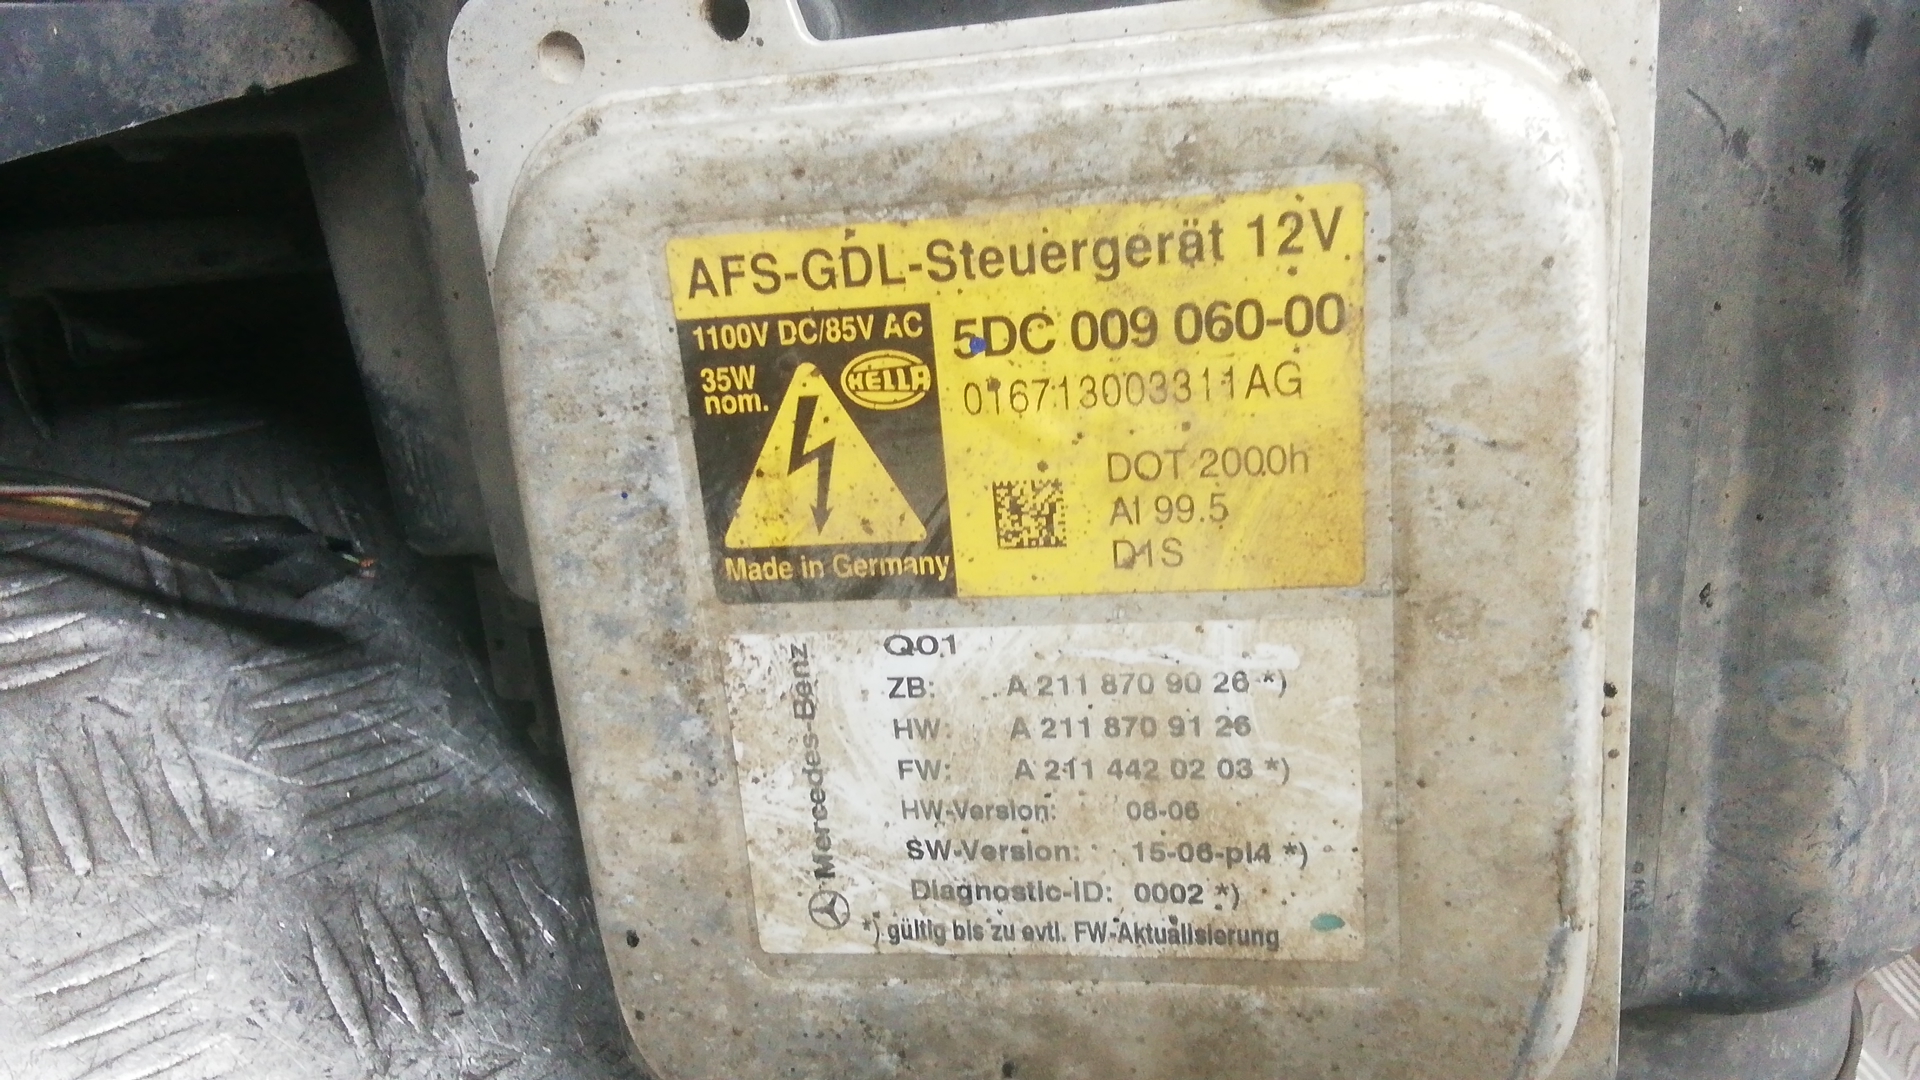 AFS-GDL-Steuergerät 12V
1100V DC/85V AC
35W
nom.
HELLA
Made in Germany
5DC 009 060-00
016713003311AG
DOT 2000h
Al 99.5
D1S
Mercedes-Benz
Q01
ZB: A 211 870 90 26 *)
HW: A 211 870 91 26
FW: A 211 442 02 03 *)
HW-Version: 08-06
SW-Version: 15-06-pl4 *)
Diagnostic-ID: 0002 *)
*) gültig bis zu evtl. FW-Aktualisierung